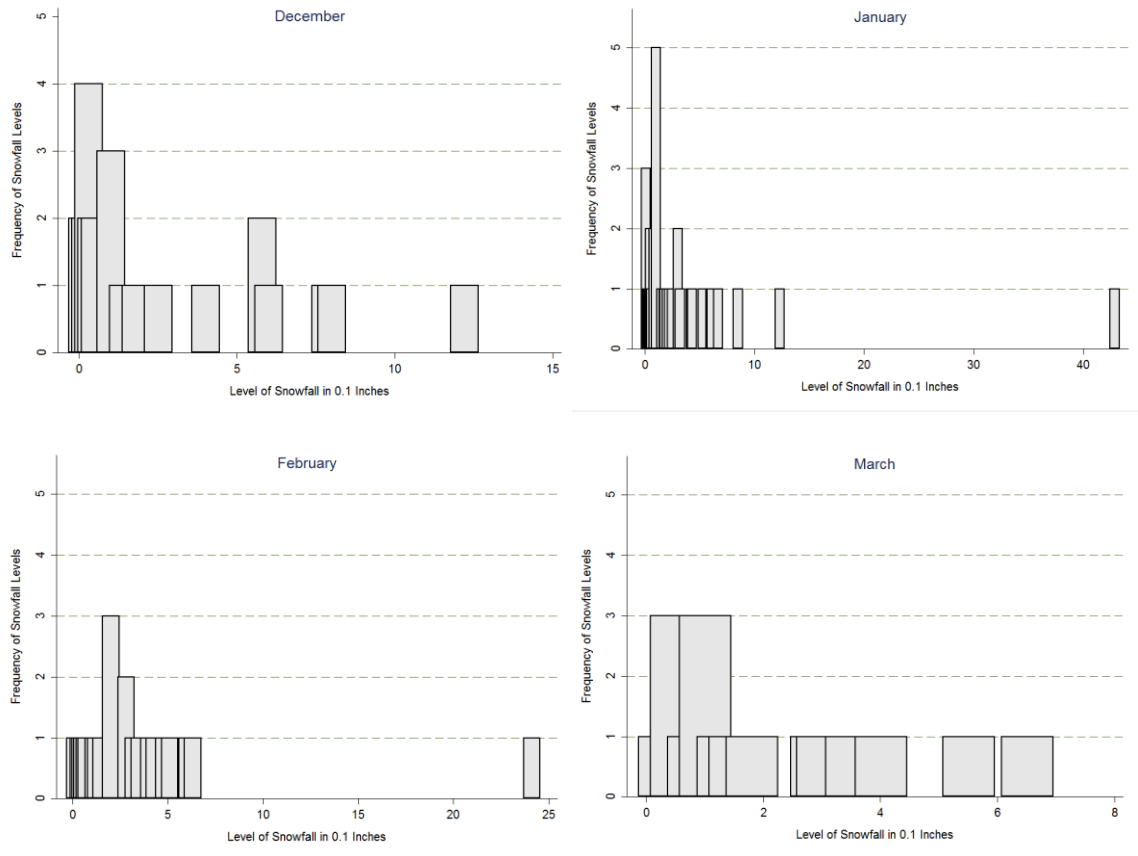 December
5
4
3
2
1
0
Frequency of Snowfall Levels
0 5 10 15
Level of Snowfall in 0.1 Inches
January
5
4
3
2
1
0
Frequency of Snowfall Levels
0 10 20 30 40
Level of Snowfall in 0.1 Inches
February
5
4
3
2
1
0
Frequency of Snowfall Levels
0 5 10 15 20 25
Level of Snowfall in 0.1 Inches
March
5
4
3
2
1
0
Frequency of Snowfall Levels
0 2 4 6 8
Level of Snowfall in 0.1 Inches